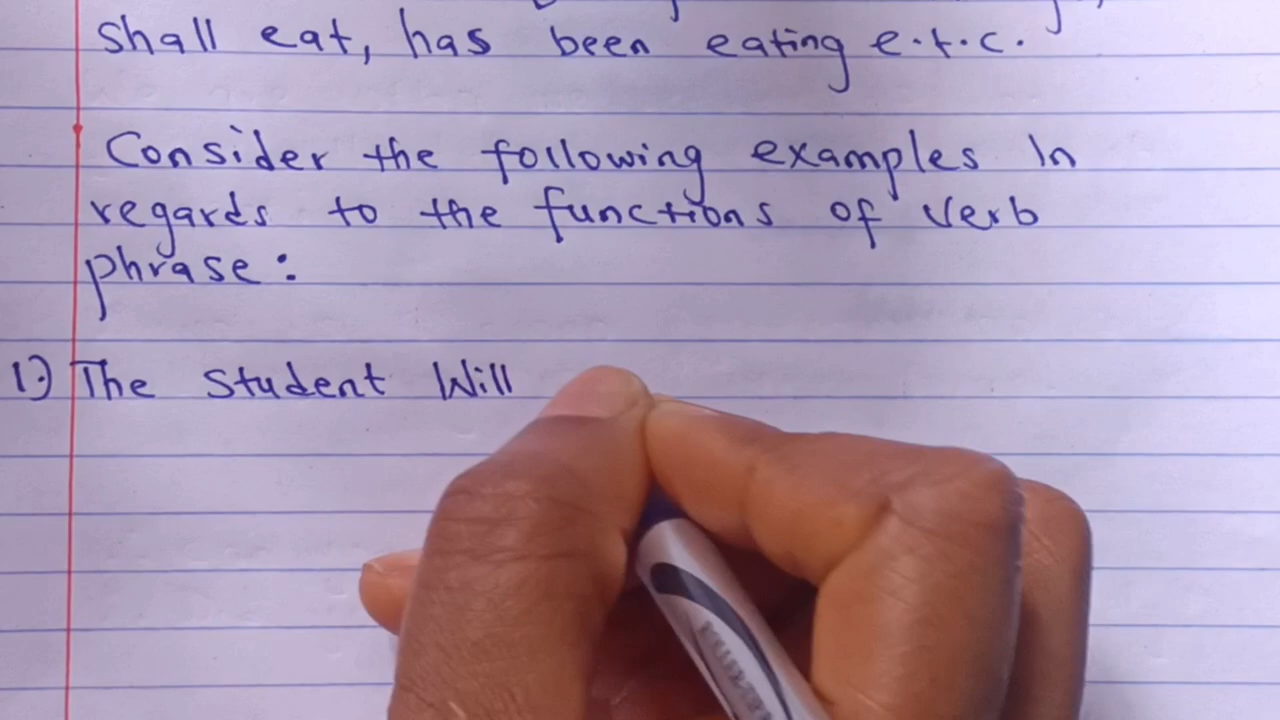 shall eat, has been eating e.t.c.
Consider the following examples In
regards to the functions of Verb
phrase:
1.) The Student Will